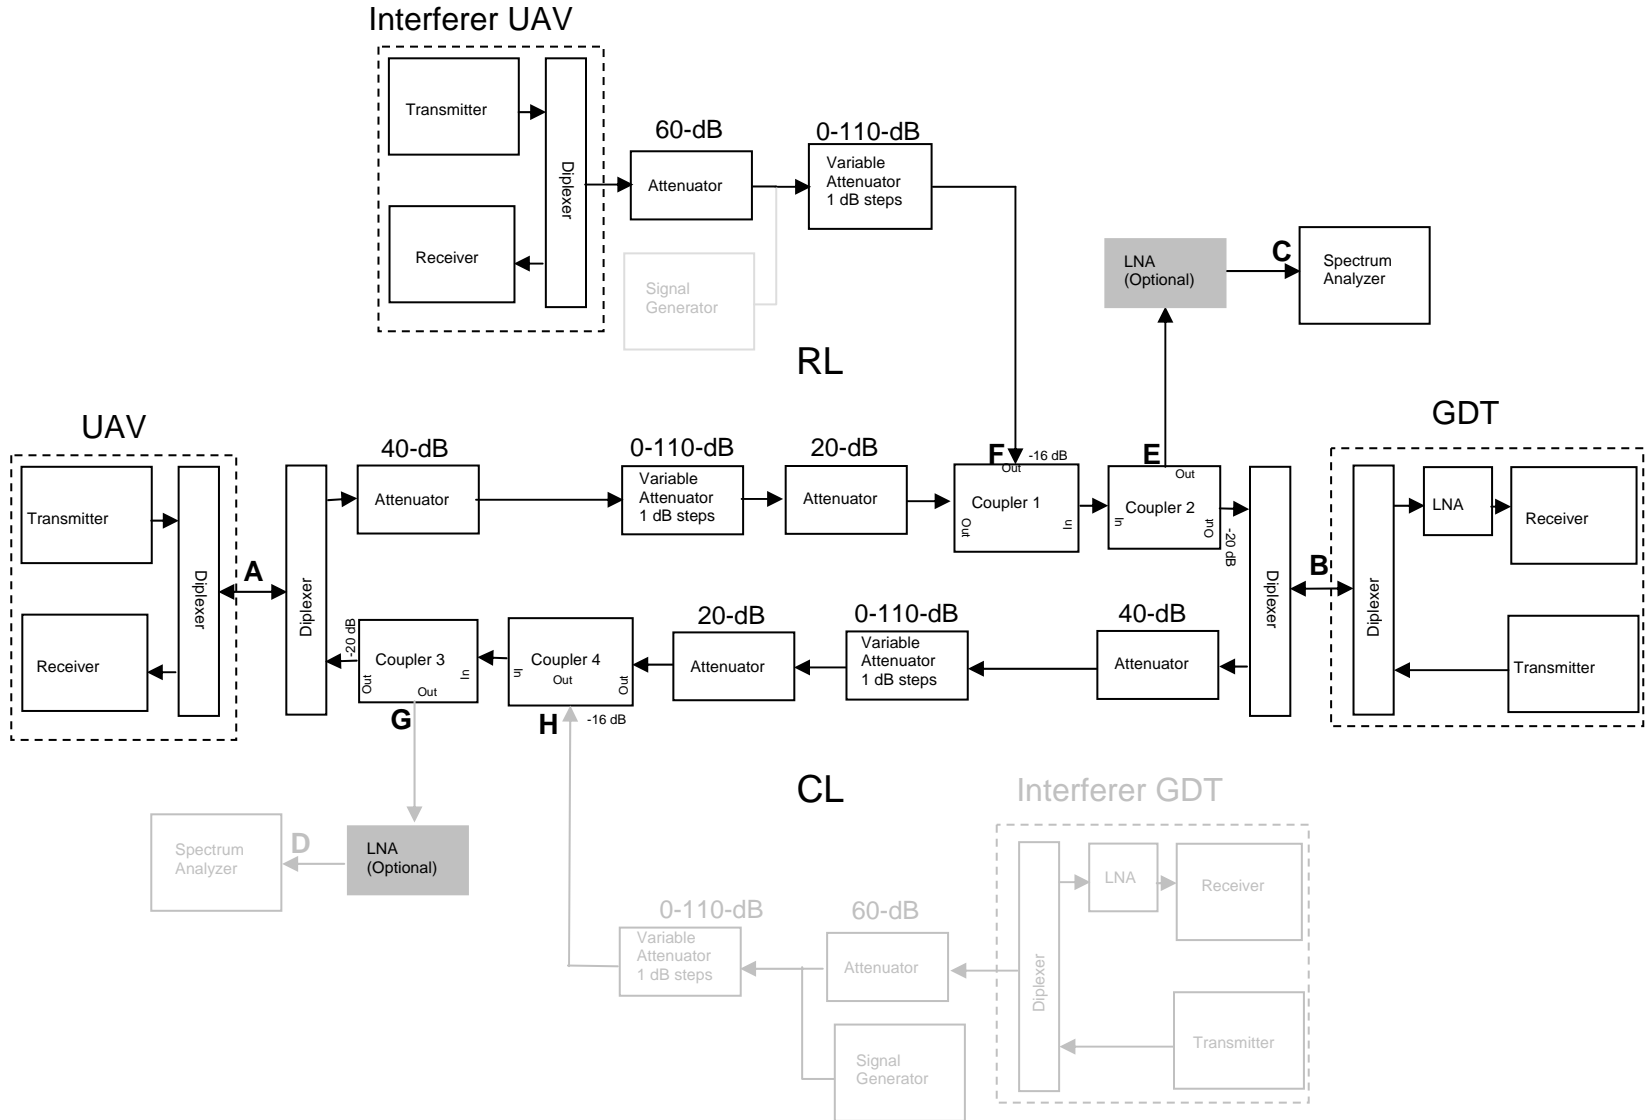 Interferer UAV
Transmitter
Diplexer
Receiver
60-dB
Attenuator
0-110-dB
Variable
Attenuator
1 dB steps
Signal
Generator
LNA
(Optional)
C
Spectrum
Analyzer
RL
UAV
Transmitter
Diplexer
Receiver
A
Diplexer
40-dB
Attenuator
0-110-dB
Variable
Attenuator
1 dB steps
20-dB
Attenuator
F
Out
-16 dB
Coupler 1
Out
In
E
Out
Coupler 2
In
Out
-20 dB
Diplexer
B
GDT
Diplexer
LNA
Receiver
Transmitter
-20 dB
Coupler 3
Out
Out
In
G
Coupler 4
In
Out
Out
H
-16 dB
20-dB
Attenuator
0-110-dB
Variable
Attenuator
1 dB steps
40-dB
Attenuator
CL
Spectrum
Analyzer
D
LNA
(Optional)
Interferer GDT
0-110-dB
Variable
Attenuator
1 dB steps
60-dB
Attenuator
Signal
Generator
Diplexer
LNA
Receiver
Transmitter